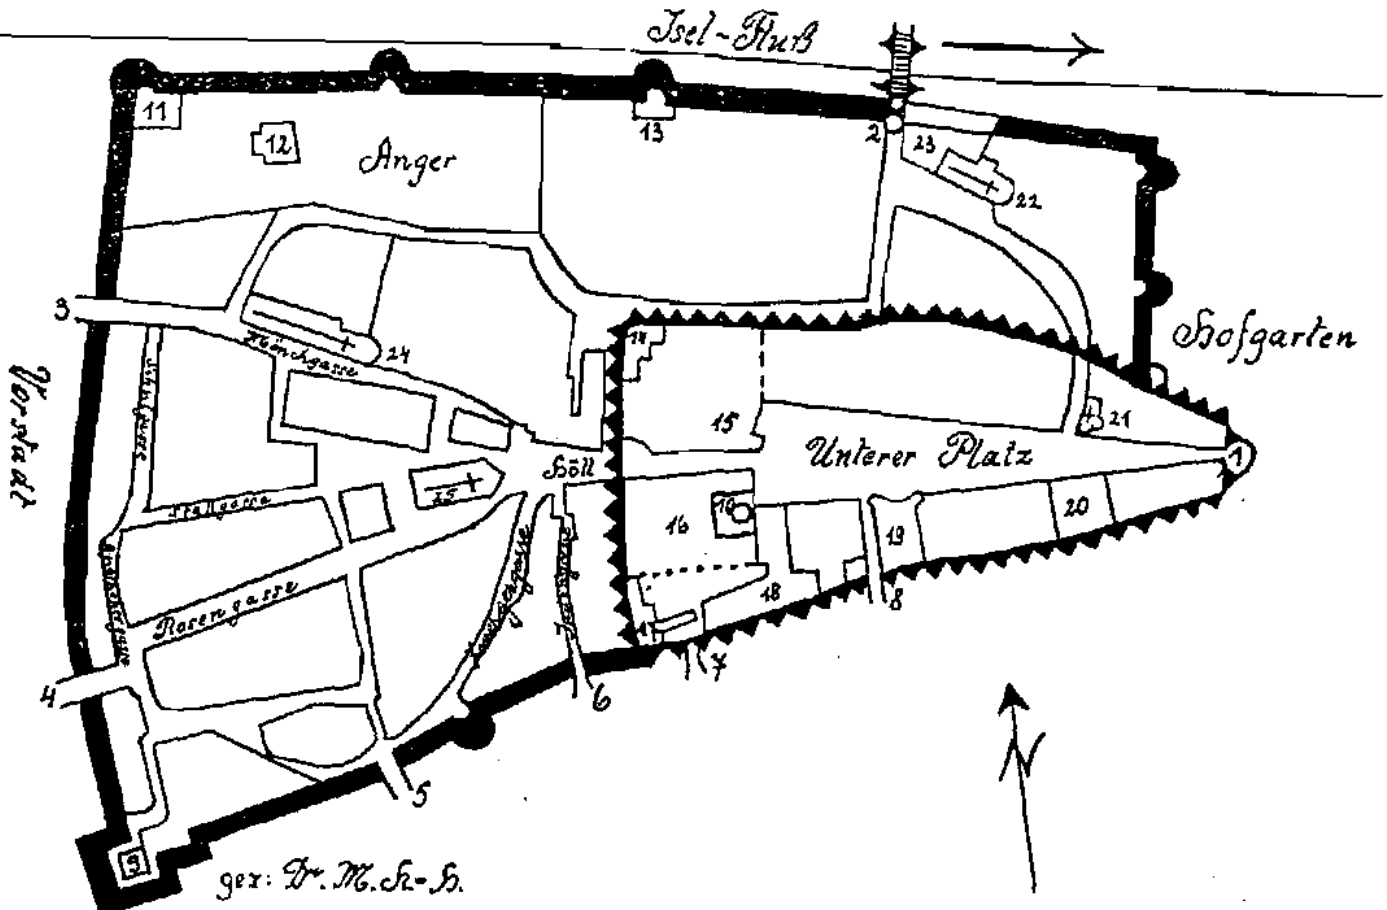 Isel-Fluß
11
12
Anger
13
2
23
22
3
Mönchgasse
24
14
Hofgarten
Vorstadt
15
21
Unterer Platz
1
Höll
25
Stallgasse
10
16
19
20
Rosengasse
18
8
17
7
4
6
5
N
9
gez: Dr. M. H-H.